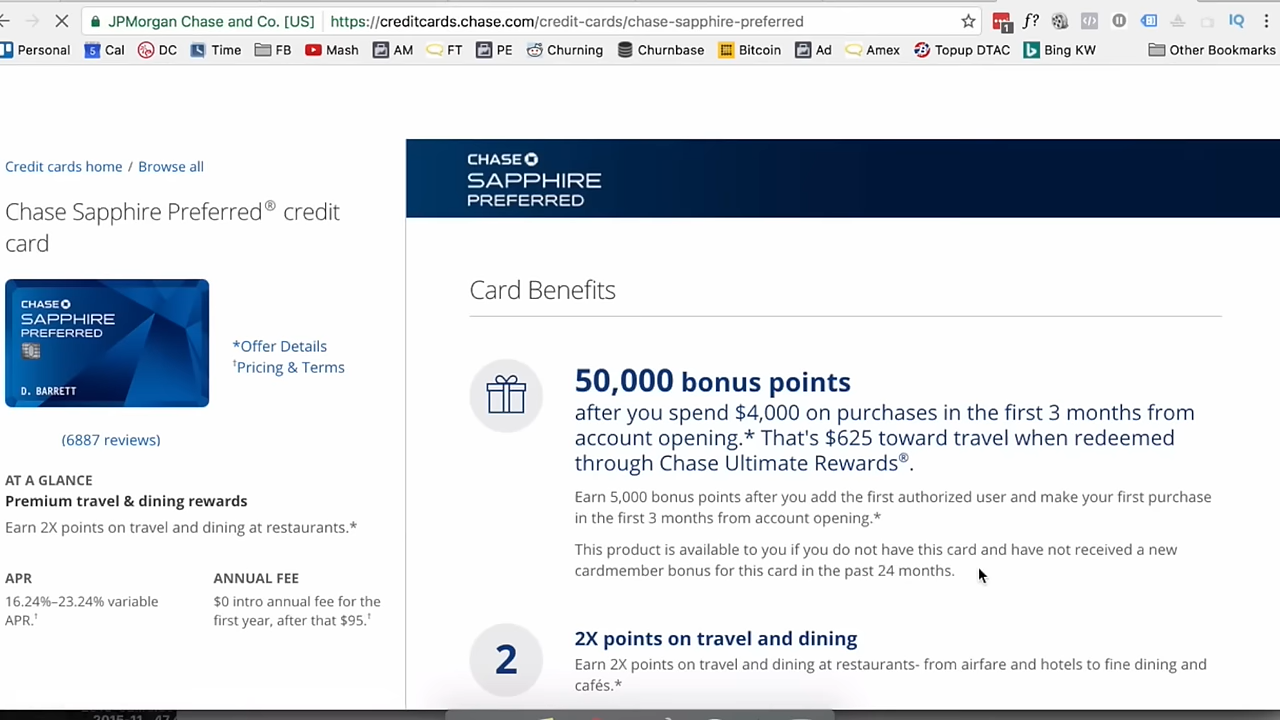 JPMorgan Chase and Co. [US] https://creditcards.chase.com/credit-cards/chase-sapphire-preferred
1 f? IQ
Personal 5 Cal DC Time FB Mash AM FT PE Churning Churnbase Bitcoin Ad Amex Topup DTAC Bing KW Other Bookmarks
Credit cards home / Browse all
Chase Sapphire Preferred® credit
card
CHASE
SAPPHIRE
PREFERRED
D. BARRETT
*Offer Details
†Pricing & Terms
(6887 reviews)
AT A GLANCE
Premium travel & dining rewards
Earn 2X points on travel and dining at restaurants.*
APR
16.24%–23.24% variable
APR.†
ANNUAL FEE
$0 intro annual fee for the
first year, after that $95.†
CHASE
SAPPHIRE
PREFERRED
Card Benefits
50,000 bonus points
after you spend $4,000 on purchases in the first 3 months from
account opening.* That's $625 toward travel when redeemed
through Chase Ultimate Rewards®.
Earn 5,000 bonus points after you add the first authorized user and make your first purchase
in the first 3 months from account opening.*
This product is available to you if you do not have this card and have not received a new
cardmember bonus for this card in the past 24 months.
2
2X points on travel and dining
Earn 2X points on travel and dining at restaurants- from airfare and hotels to fine dining and
cafés.*